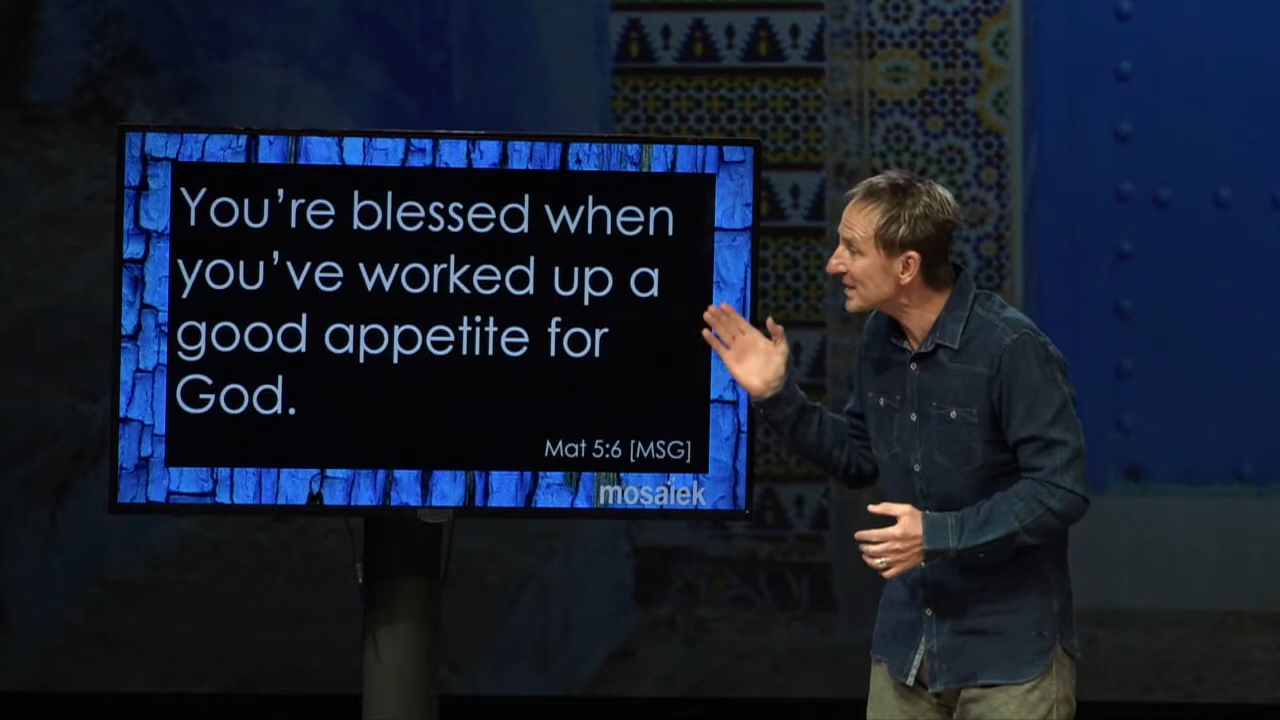 You’re blessed when
you’ve worked up a
good appetite for
God.
Mat 5:6 [MSG]
mosaiek